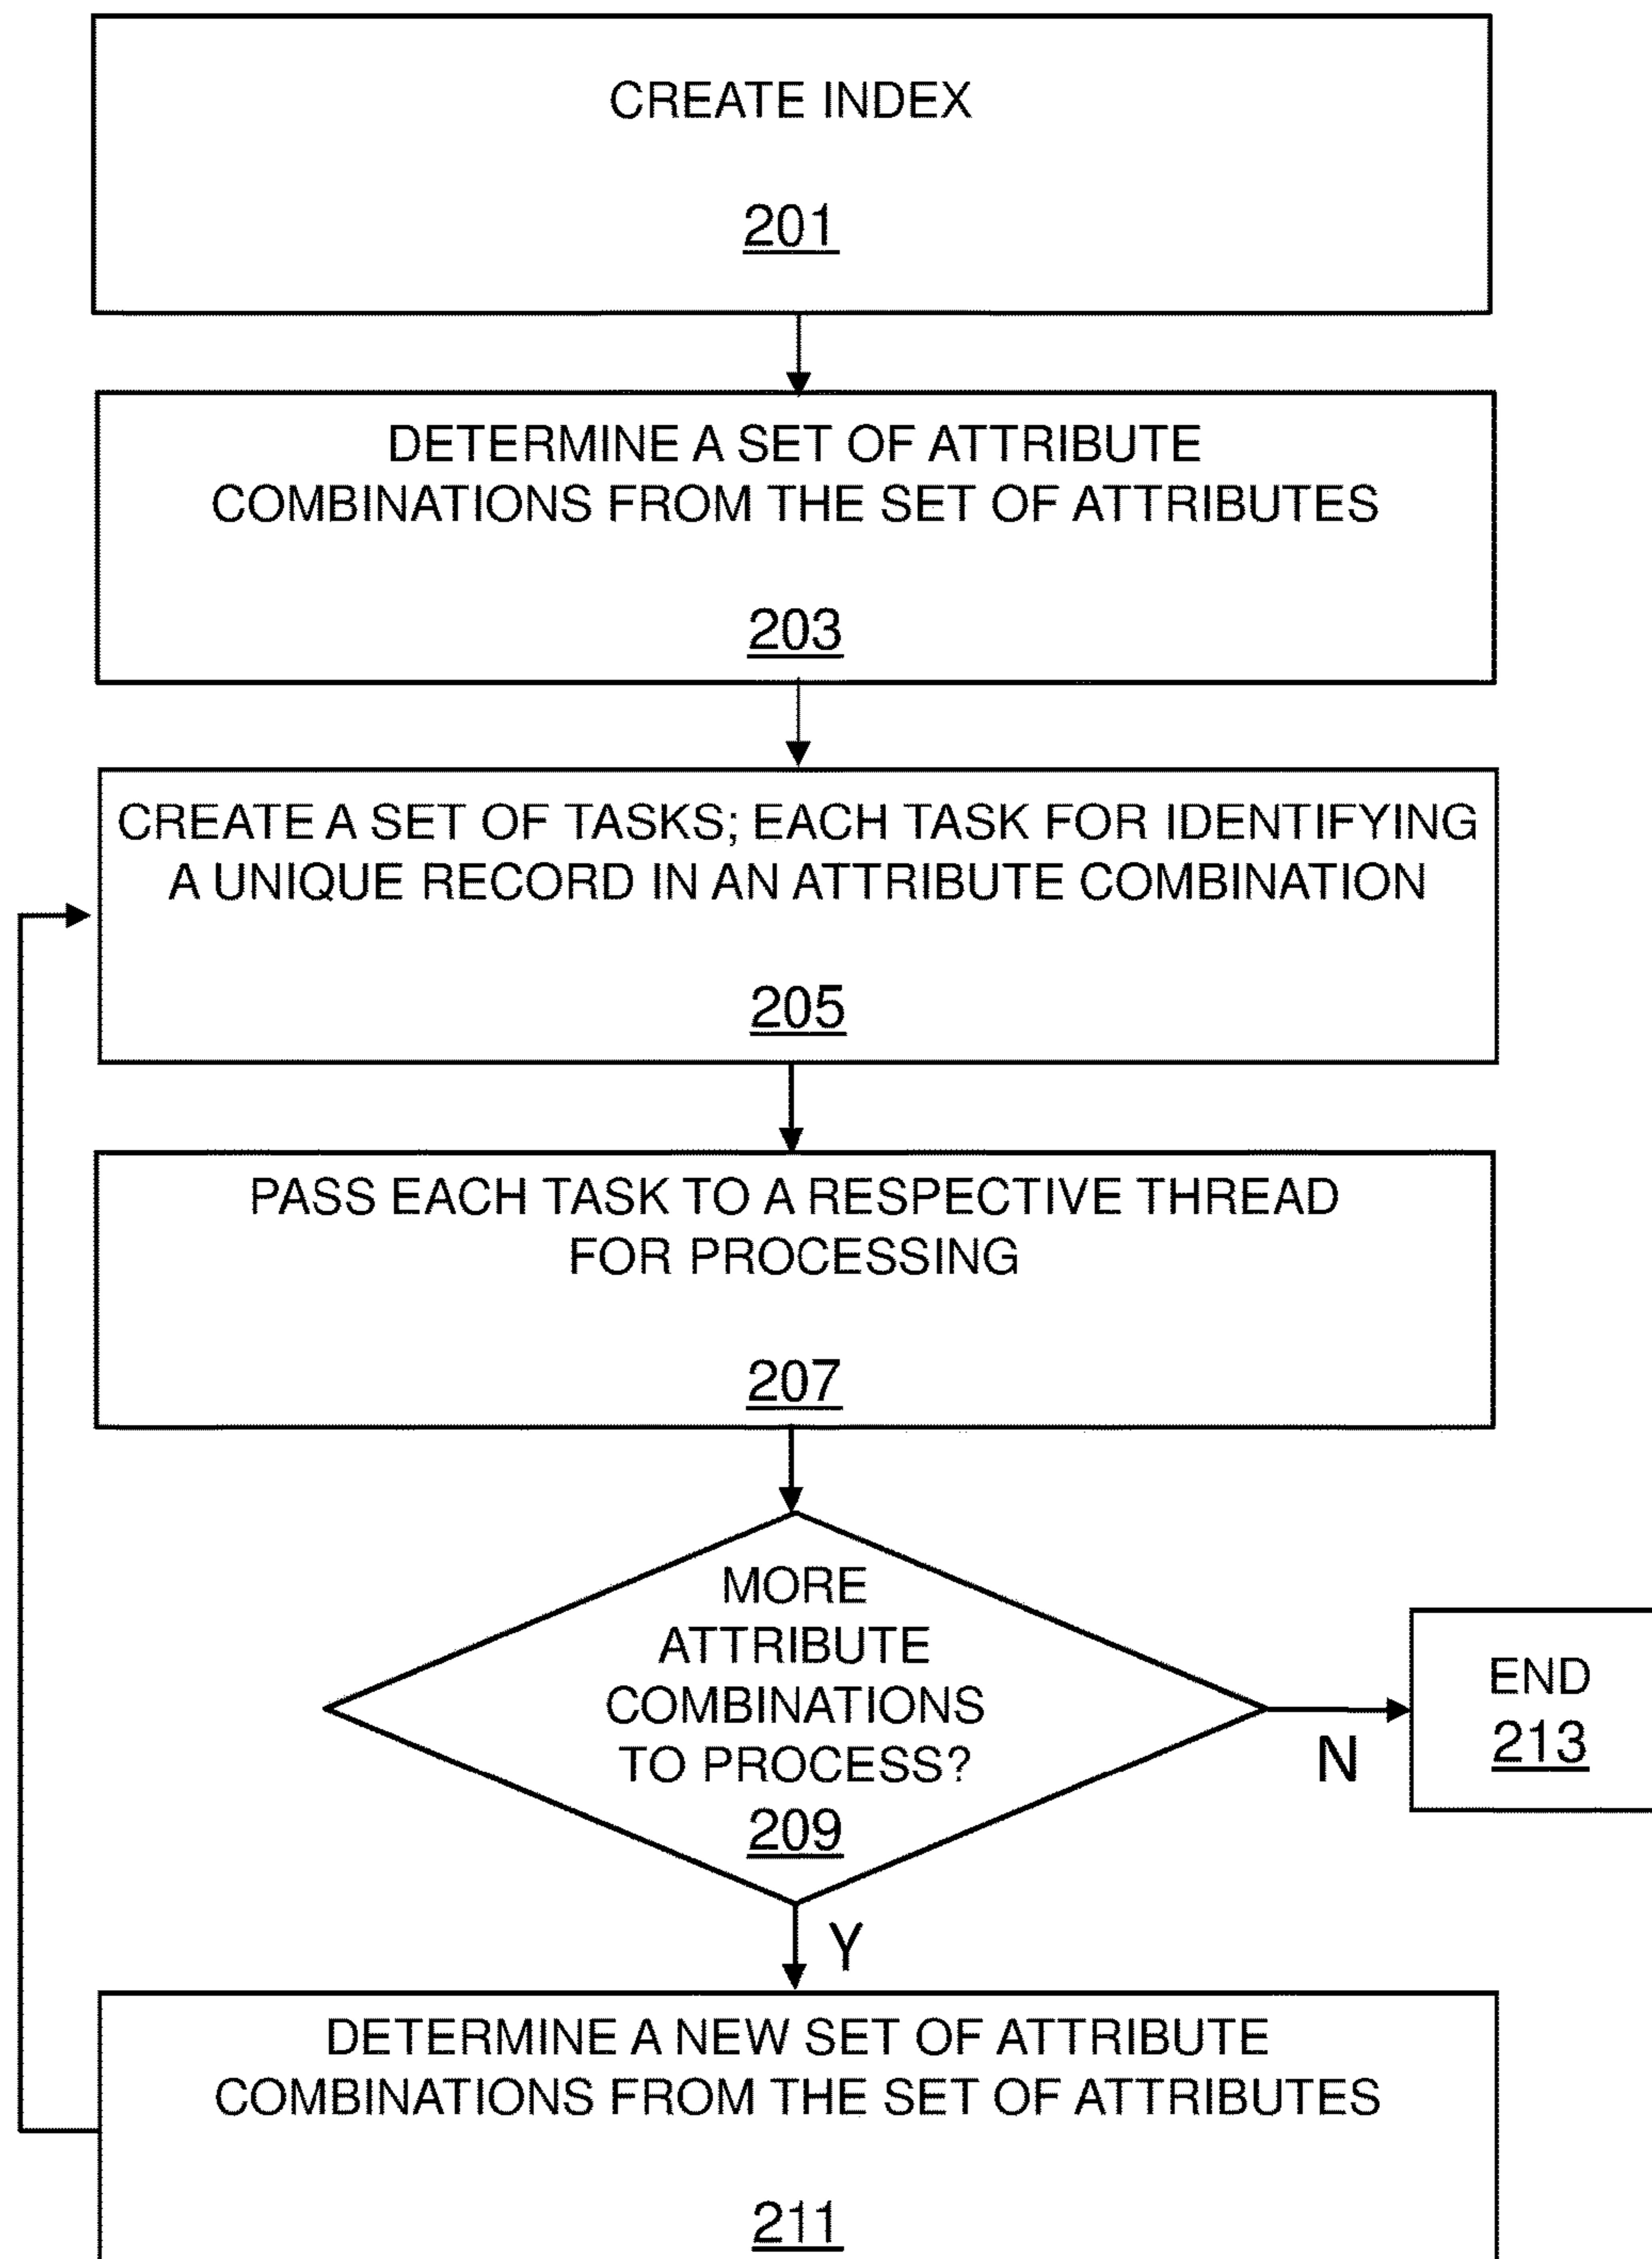 CREATE INDEX
201
DETERMINE A SET OF ATTRIBUTE
COMBINATIONS FROM THE SET OF ATTRIBUTES
203
CREATE A SET OF TASKS; EACH TASK FOR IDENTIFYING
A UNIQUE RECORD IN AN ATTRIBUTE COMBINATION
205
PASS EACH TASK TO A RESPECTIVE THREAD
FOR PROCESSING
207
MORE
ATTRIBUTE
COMBINATIONS
TO PROCESS?
209
N
END
213
Y
DETERMINE A NEW SET OF ATTRIBUTE
COMBINATIONS FROM THE SET OF ATTRIBUTES
211